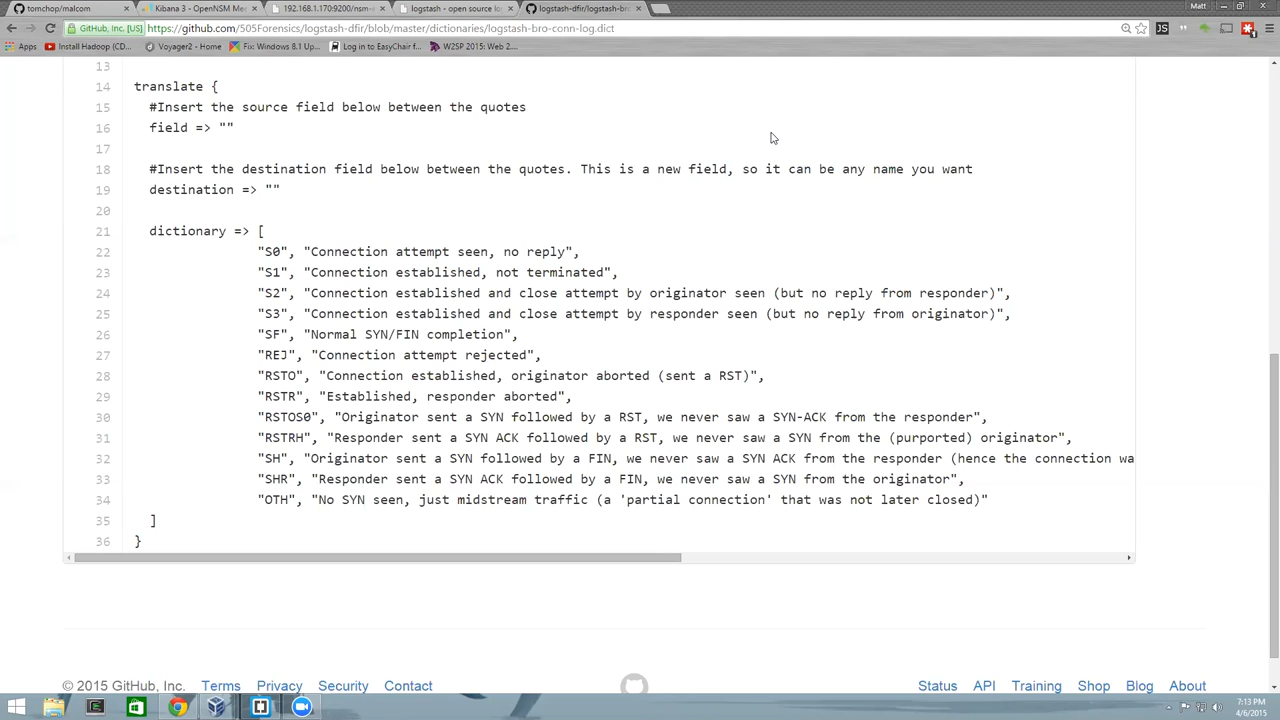 tomchop/malcom
Kibana 3 - OpenNSM Mee
192.168.1.170:9200/nsm-
logstash - open source lo
logstash-dfir/logstash-bro
Matt
GitHub, Inc. [US]
https://github.com/505Forensics/logstash-dfir/blob/master/dictionaries/logstash-bro-conn-log.dict
Apps
Install Hadoop (CD...
Voyager2 - Home
Fix: Windows 8.1 Up...
Log in to EasyChair f...
W2SP 2015: Web 2....
13
14 translate {
15 #Insert the source field below between the quotes
16 field => ""
17
18 #Insert the destination field below between the quotes. This is a new field, so it can be any name you want
19 destination => ""
20
21 dictionary => [
22 "S0", "Connection attempt seen, no reply",
23 "S1", "Connection established, not terminated",
24 "S2", "Connection established and close attempt by originator seen (but no reply from responder)",
25 "S3", "Connection established and close attempt by responder seen (but no reply from originator)",
26 "SF", "Normal SYN/FIN completion",
27 "REJ", "Connection attempt rejected",
28 "RSTO", "Connection established, originator aborted (sent a RST)",
29 "RSTR", "Established, responder aborted",
30 "RSTOS0", "Originator sent a SYN followed by a RST, we never saw a SYN-ACK from the responder",
31 "RSTRH", "Responder sent a SYN ACK followed by a RST, we never saw a SYN from the (purported) originator",
32 "SH", "Originator sent a SYN followed by a FIN, we never saw a SYN ACK from the responder (hence the connection wa
33 "SHR", "Responder sent a SYN ACK followed by a FIN, we never saw a SYN from the originator",
34 "OTH", "No SYN seen, just midstream traffic (a 'partial connection' that was not later closed)"
35 ]
36 }
© 2015 GitHub, Inc. Terms Privacy Security Contact
Status API Training Shop Blog About
7:13 PM
4/6/2015